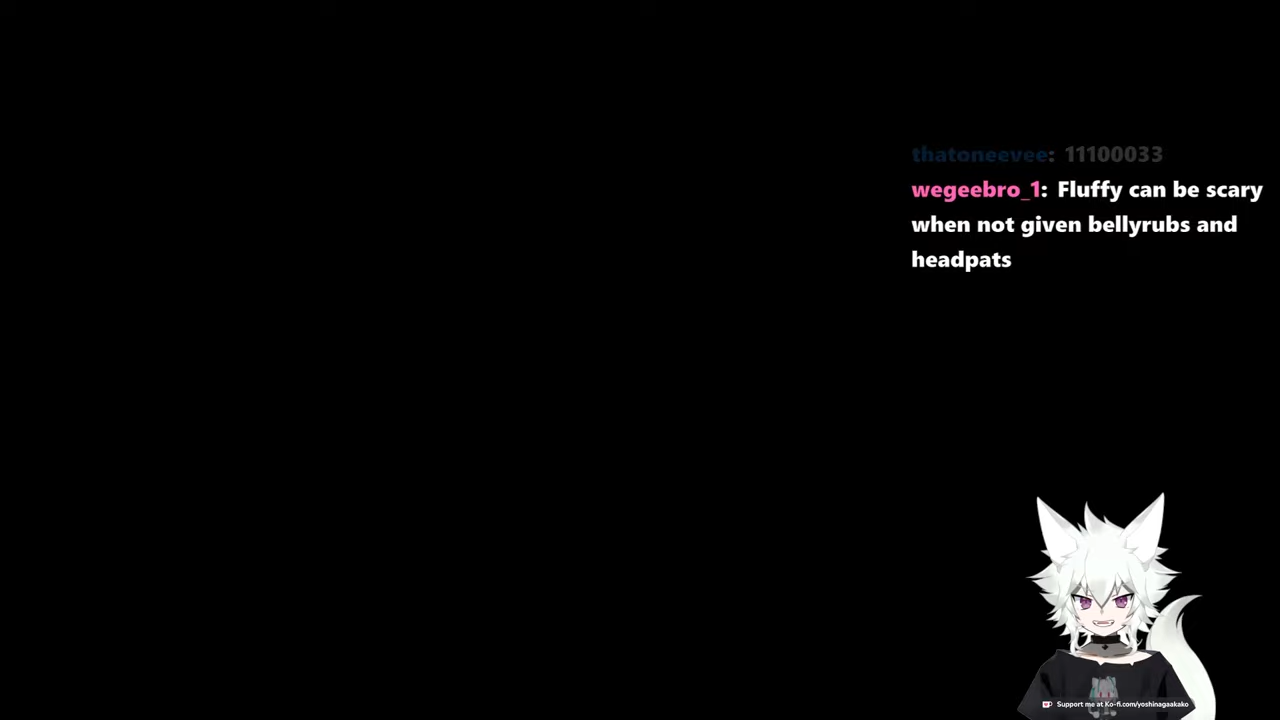 thatoneevee: 11100033
wegeebro_1: Fluffy can be scary
when not given bellyrubs and
headpats
Support me at Ko-fi.com/yoshinagaakako